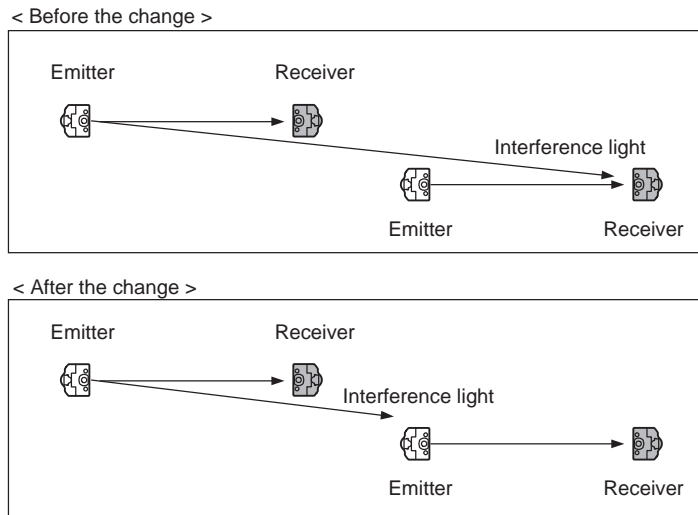 < Before the change >
Emitter Receiver
Interference light
Emitter Receiver
< After the change >
Emitter Receiver
Interference light
Emitter Receiver